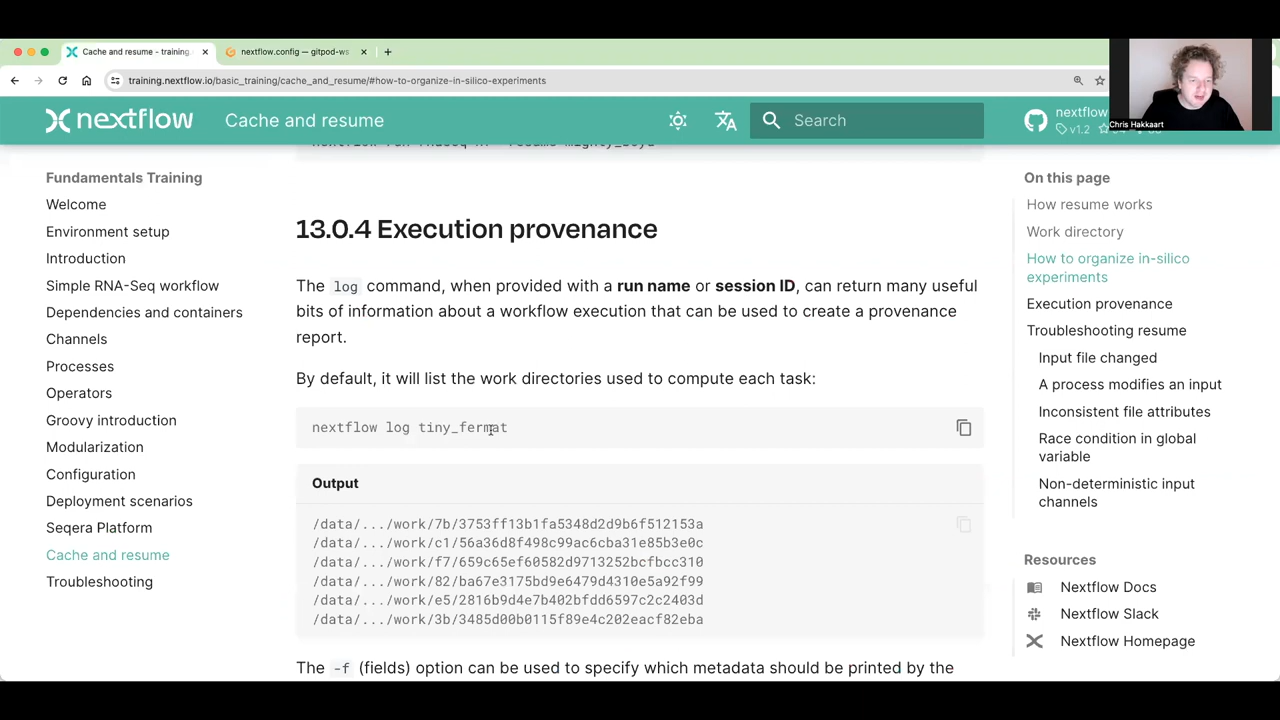 Cache and resume - training.
nextflow.config — gitpod-ws
training.nextflow.io/basic_training/cache_and_resume/#how-to-organize-in-silico-experiments
Chris Hakkaart
nextflow
Cache and resume
Search
nextflow
v1.2
Fundamentals Training
Welcome
Environment setup
Introduction
Simple RNA-Seq workflow
Dependencies and containers
Channels
Processes
Operators
Groovy introduction
Modularization
Configuration
Deployment scenarios
Seqera Platform
Cache and resume
Troubleshooting
13.0.4 Execution provenance
The log command, when provided with a run name or session ID, can return many useful
bits of information about a workflow execution that can be used to create a provenance
report.
By default, it will list the work directories used to compute each task:
nextflow log tiny_fermat
Output
/data/.../work/7b/3753ff13b1fa5348d2d9b6f512153a
/data/.../work/c1/56a36d8f498c99ac6cba31e85b3e0c
/data/.../work/f7/659c65ef60582d9713252bcfbcc310
/data/.../work/82/ba67e3175bd9e6479d4310e5a92f99
/data/.../work/e5/2816b9d4e7b402bfdd6597c2c2403d
/data/.../work/3b/3485d00b0115f89e4c202eacf82eba
The -f (fields) option can be used to specify which metadata should be printed by the
On this page
How resume works
Work directory
How to organize in-silico
experiments
Execution provenance
Troubleshooting resume
Input file changed
A process modifies an input
Inconsistent file attributes
Race condition in global
variable
Non-deterministic input
channels
Resources
Nextflow Docs
Nextflow Slack
Nextflow Homepage